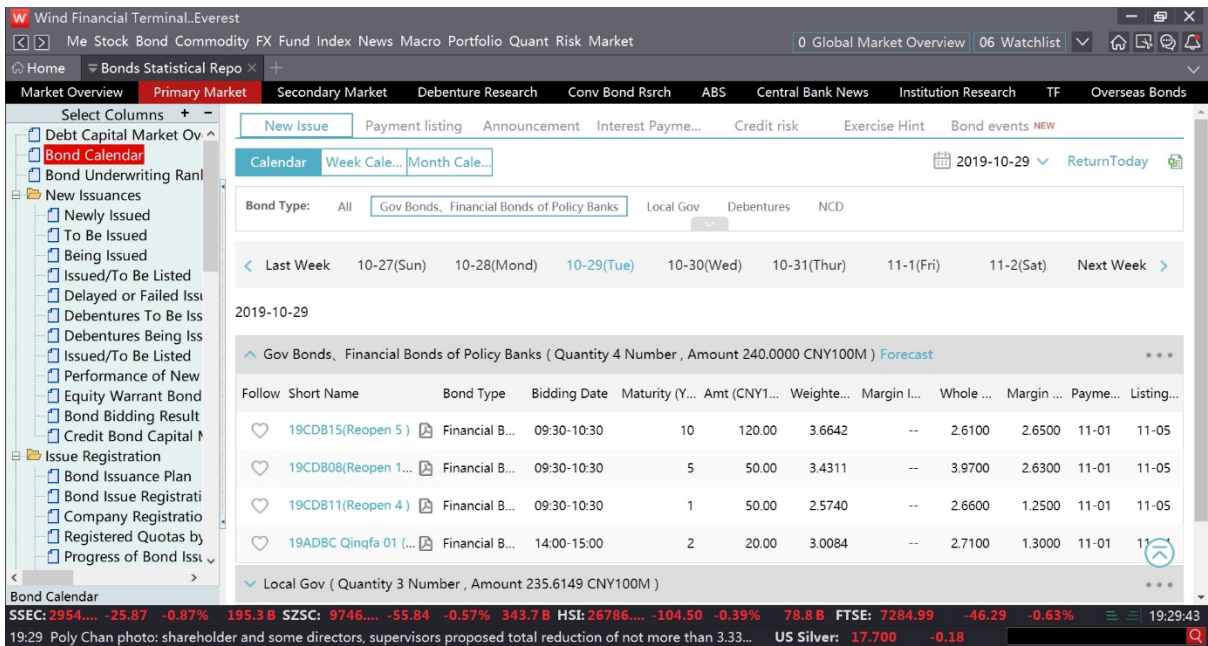 W Wind Financial Terminal..Everest
Me Stock Bond Commodity FX Fund Index News Macro Portfolio Quant Risk Market 0 Global Market Overview 06 Watchlist
Home Bonds Statistical Repo × +
Market Overview Primary Market Secondary Market Debenture Research Conv Bond Rsrch ABS Central Bank News Institution Research TF Overseas Bonds
Select Columns + -
Debt Capital Market Ov
Bond Calendar
Bond Underwriting Ranl
New Issuances
Newly Issued
To Be Issued
Being Issued
Issued/To Be Listed
Delayed or Failed Issu
Debentures To Be Iss
Debentures Being Iss
Issued/To Be Listed
Performance of New
Equity Warrant Bond
Bond Bidding Result
Credit Bond Capital M
Issue Registration
Bond Issuance Plan
Bond Issue Registrati
Company Registratio
Registered Quotas by
Progress of Bond Issu
Bond Calendar
New Issue Payment listing Announcement Interest Payme... Credit risk Exercise Hint Bond events NEW
Calendar Week Cale... Month Cale... 2019-10-29 ReturnToday
Bond Type: All Gov Bonds、Financial Bonds of Policy Banks Local Gov Debentures NCD
< Last Week 10-27(Sun) 10-28(Mond) 10-29(Tue) 10-30(Wed) 10-31(Thur) 11-1(Fri) 11-2(Sat) Next Week >
2019-10-29
Gov Bonds、Financial Bonds of Policy Banks ( Quantity 4 Number , Amount 240.0000 CNY100M ) Forecast
Follow Short Name Bond Type Bidding Date Maturity (Y... Amt (CNY1... Weighte... Margin I... Whole ... Margin ... Payme... Listing...
19CDB15(Reopen 5 ) Financial B... 09:30-10:30 10 120.00 3.6642 -- 2.6100 2.6500 11-01 11-05
19CDB08(Reopen 1... Financial B... 09:30-10:30 5 50.00 3.4311 -- 3.9700 2.6300 11-01 11-05
19CDB11(Reopen 4 ) Financial B... 09:30-10:30 1 50.00 2.5740 -- 2.6600 1.2500 11-01 11-05
19ADBC Qingfa 01 (... Financial B... 14:00-15:00 2 20.00 3.0084 -- 2.7100 1.3000 11-01
Local Gov ( Quantity 3 Number , Amount 235.6149 CNY100M )
SSEC: 2954.... -25.87 -0.87% 195.3 B SZSC: 9746.... -55.84 -0.57% 343.7 B HSI: 26786.... -104.50 -0.39% 78.8 B FTSE: 7284.99 -46.29 -0.63% 19:29:43
19:29 Poly Chan photo: shareholder and some directors, supervisors proposed total reduction of not more than 3.33... US Silver: 17.700 -0.18